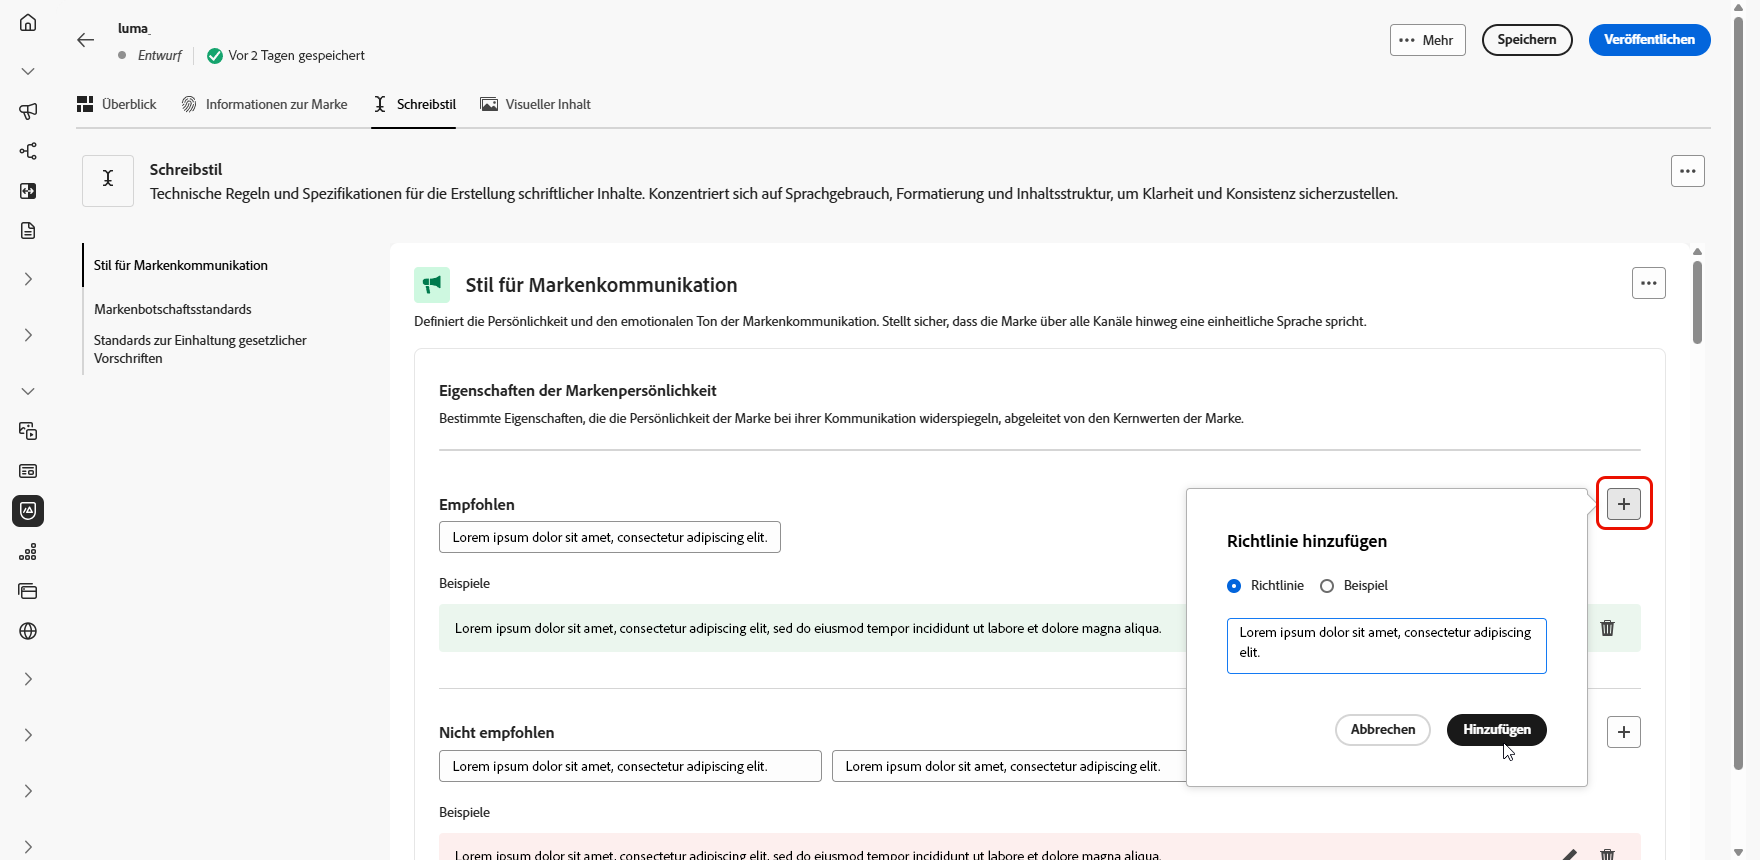 luma_
Entwurf
Vor 2 Tagen gespeichert
Mehr
Speichern
Veröffentlichen
Überblick
Informationen zur Marke
Schreibstil
Visueller Inhalt
Schreibstil
Technische Regeln und Spezifikationen für die Erstellung schriftlicher Inhalte. Konzentriert sich auf Sprachgebrauch, Formatierung und Inhaltsstruktur, um Klarheit und Konsistenz sicherzustellen.
Stil für Markenkommunikation
Markenbotschaftsstandards
Standards zur Einhaltung gesetzlicher
Vorschriften
Stil für Markenkommunikation
Definiert die Persönlichkeit und den emotionalen Ton der Markenkommunikation. Stellt sicher, dass die Marke über alle Kanäle hinweg eine einheitliche Sprache spricht.
Eigenschaften der Markenpersönlichkeit
Bestimmte Eigenschaften, die die Persönlichkeit der Marke bei ihrer Kommunikation widerspiegeln, abgeleitet von den Kernwerten der Marke.
Empfohlen
Lorem ipsum dolor sit amet, consectetur adipiscing elit.
Beispiele
Lorem ipsum dolor sit amet, consectetur adipiscing elit, sed do eiusmod tempor incididunt ut labore et dolore magna aliqua.
Nicht empfohlen
Lorem ipsum dolor sit amet, consectetur adipiscing elit.
Lorem ipsum dolor sit amet, consectetur adipiscing elit.
Beispiele
Lorem ipsum dolor sit amet, consectetur adipiscing elit, sed do eiusmod tempor incididunt ut labore et dolore magna aliqua.
Richtlinie hinzufügen
Richtlinie
Beispiel
Lorem ipsum dolor sit amet, consectetur adipiscing
elit.
Abbrechen
Hinzufügen